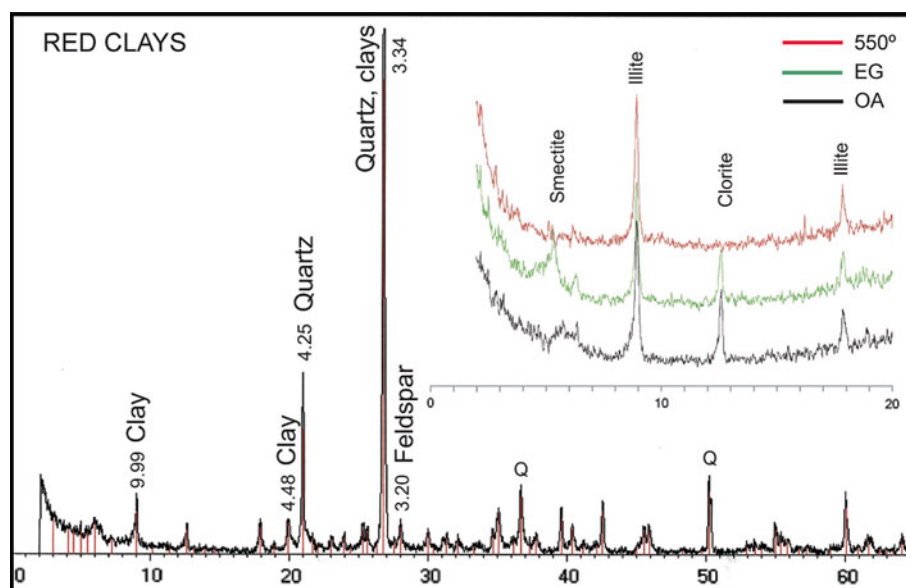 RED CLAYS
550º
EG
OA
Smectite
Illite
Clorite
Illite
0 10 20
9.99 Clay
4.48 Clay
4.25 Quartz
Quartz, clays
3.34
3.20 Feldspar
Q
Q
0 10 20 30 40 50 60